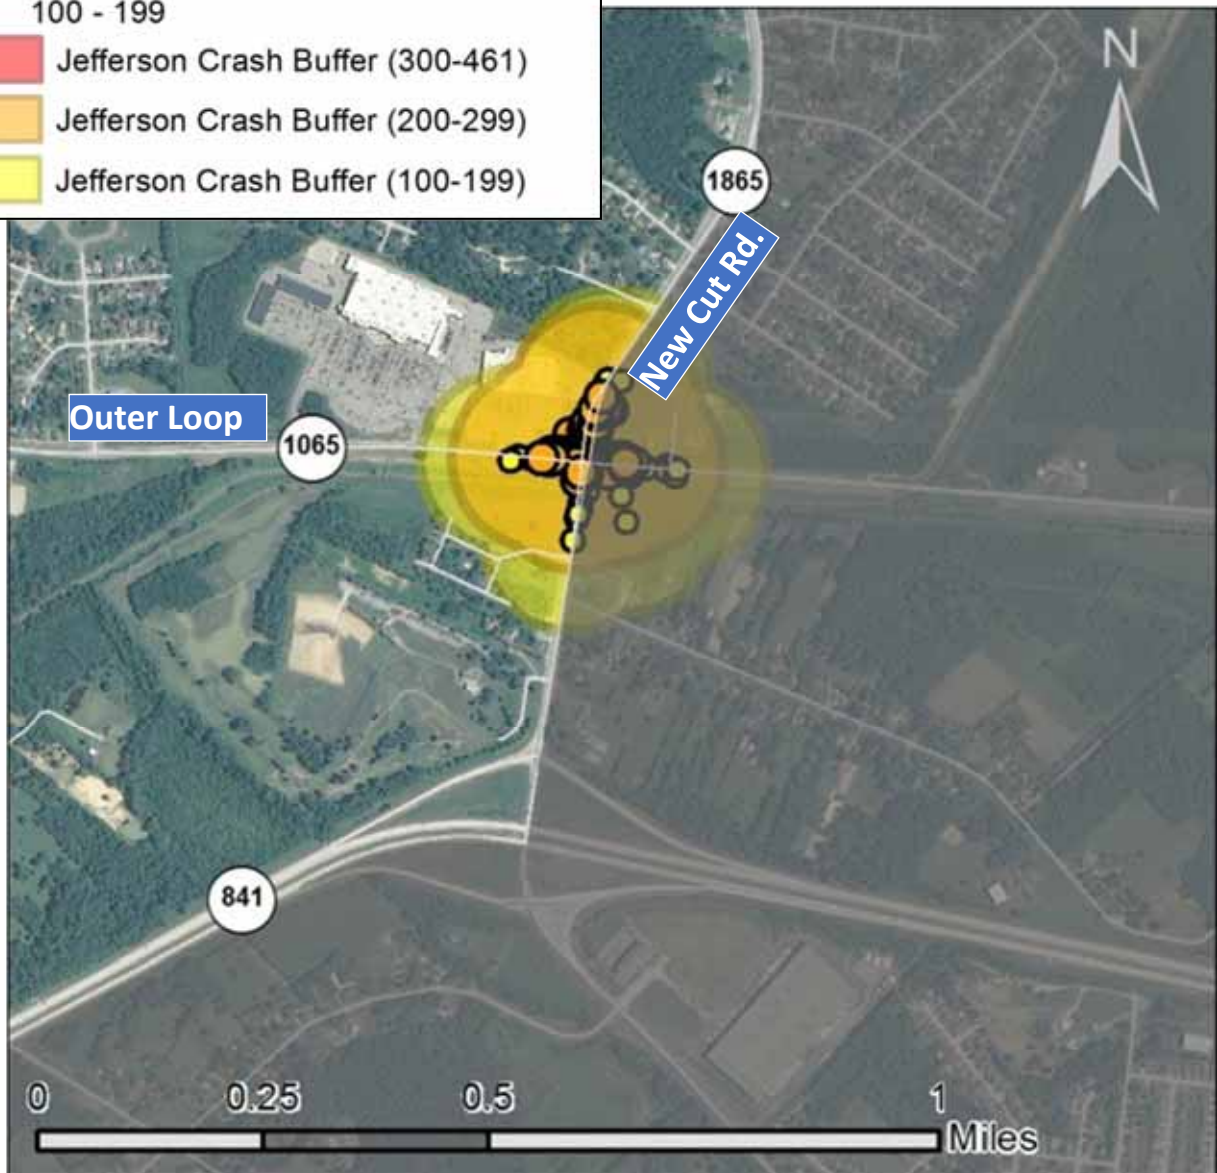 100 - 199
Jefferson Crash Buffer (300-461)
Jefferson Crash Buffer (200-299)
Jefferson Crash Buffer (100-199)
N
1865
New Cut Rd.
Outer Loop
1065
841
0 0.25 0.5 1
Miles